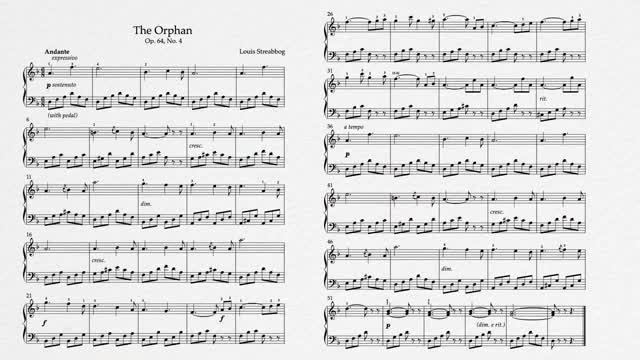 The Orphan
Op. 64, No. 4
Andante
Louis Streabbog
expressivo
p sostenuto
(with pedal)
6
cresc.
11
dim.
16
cresc.
21
f
f
26
31
rit.
36
a tempo
p
41
cresc.
46
dim.
51
p
(dim. e rit.)